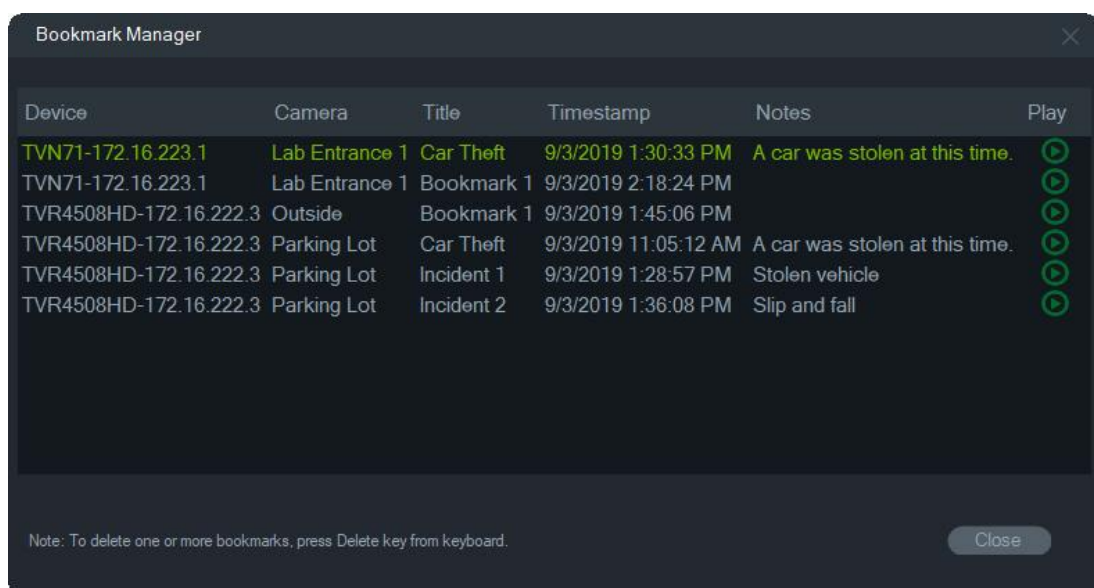 Bookmark Manager
Device Camera Title Timestamp Notes Play
TVN71-172.16.223.1 Lab Entrance 1 Car Theft 9/3/2019 1:30:33 PM A car was stolen at this time.
TVN71-172.16.223.1 Lab Entrance 1 Bookmark 1 9/3/2019 2:18:24 PM
TVR4508HD-172.16.222.3 Outside Bookmark 1 9/3/2019 1:45:06 PM
TVR4508HD-172.16.222.3 Parking Lot Car Theft 9/3/2019 11:05:12 AM A car was stolen at this time.
TVR4508HD-172.16.222.3 Parking Lot Incident 1 9/3/2019 1:28:57 PM Stolen vehicle
TVR4508HD-172.16.222.3 Parking Lot Incident 2 9/3/2019 1:36:08 PM Slip and fall
Note: To delete one or more bookmarks, press Delete key from keyboard.
Close